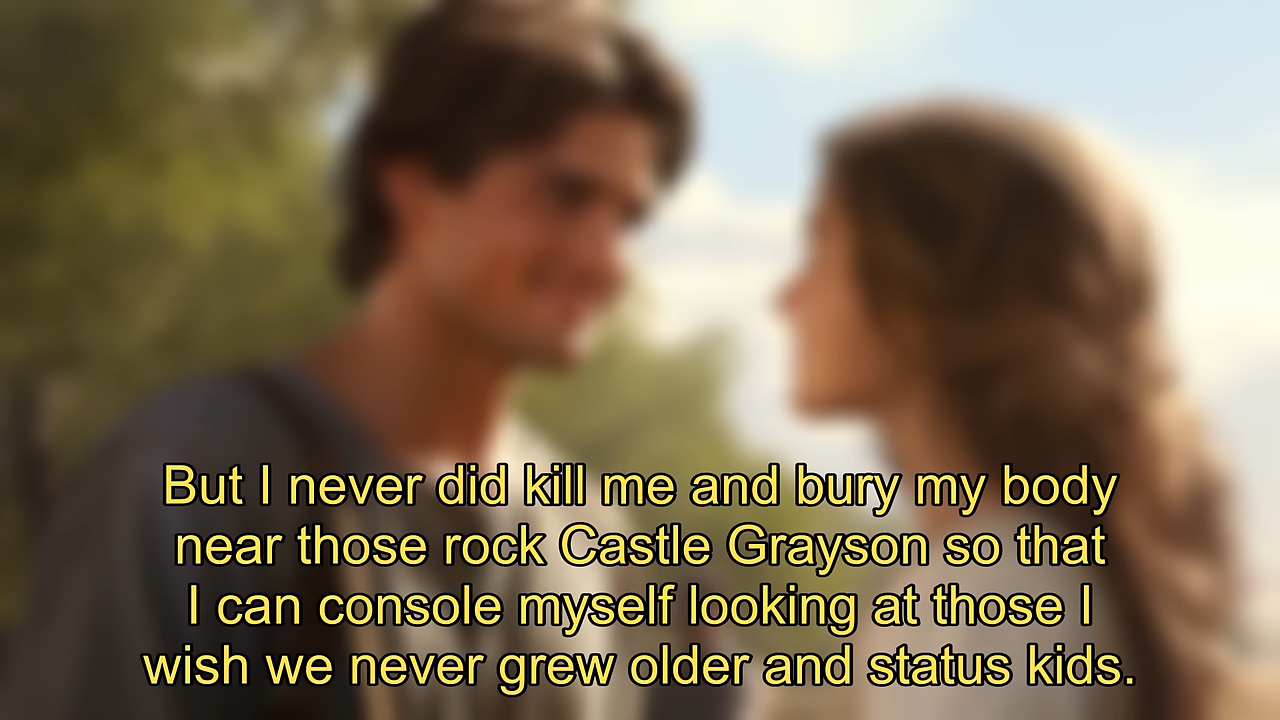 But I never did kill me and bury my body
near those rock Castle Grayson so that
I can console myself looking at those I
wish we never grew older and status kids.